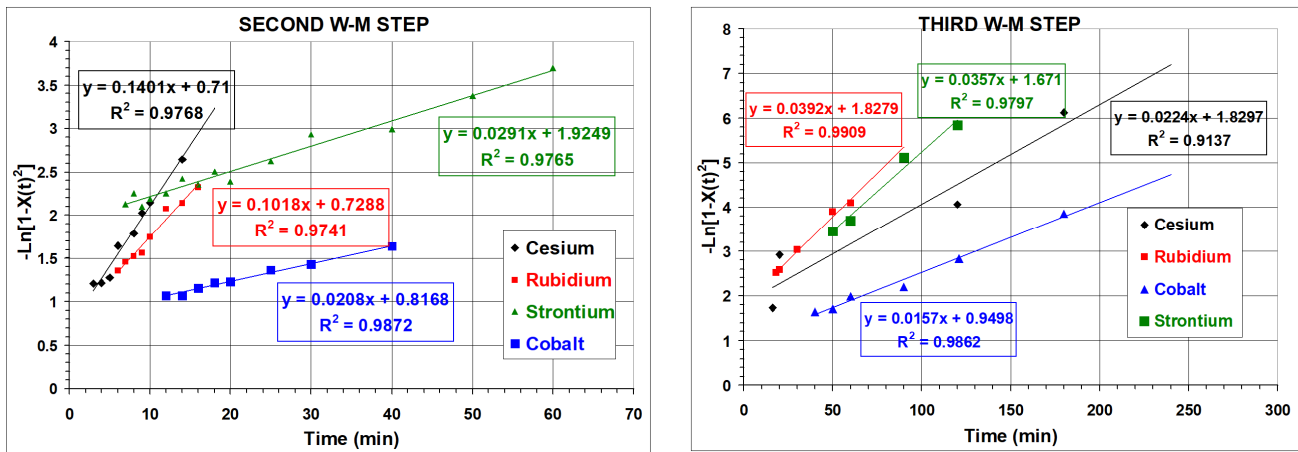 SECOND W-M STEP
-Ln[1-X(t)²]
4
3.5
3
2.5
2
1.5
1
0.5
0
0 10 20 30 40 50 60 70
Time (min)
y = 0.1401x + 0.71
R² = 0.9768
y = 0.0291x + 1.9249
R² = 0.9765
y = 0.1018x + 0.7288
R² = 0.9741
y = 0.0208x + 0.8168
R² = 0.9872
Cesium
Rubidium
Strontium
Cobalt
THIRD W-M STEP
-Ln[1-X(t)²]
8
7
6
5
4
3
2
1
0
0 50 100 150 200 250 300
Time (min)
y = 0.0357x + 1.671
R² = 0.9797
y = 0.0392x + 1.8279
R² = 0.9909
y = 0.0224x + 1.8297
R² = 0.9137
y = 0.0157x + 0.9498
R² = 0.9862
Cesium
Rubidium
Cobalt
Strontium